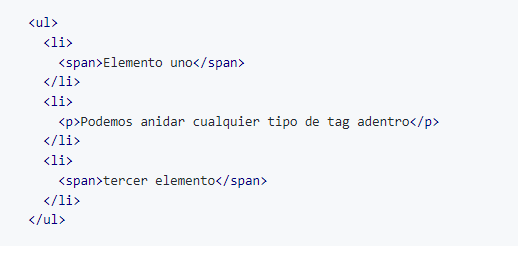 <ul>
<li>
<span>Elemento uno</span>
</li>
<li>
<p>Podemos anidar cualquier tipo de tag adentro</p>
</li>
<li>
<span>tercer elemento</span>
</li>
</ul>